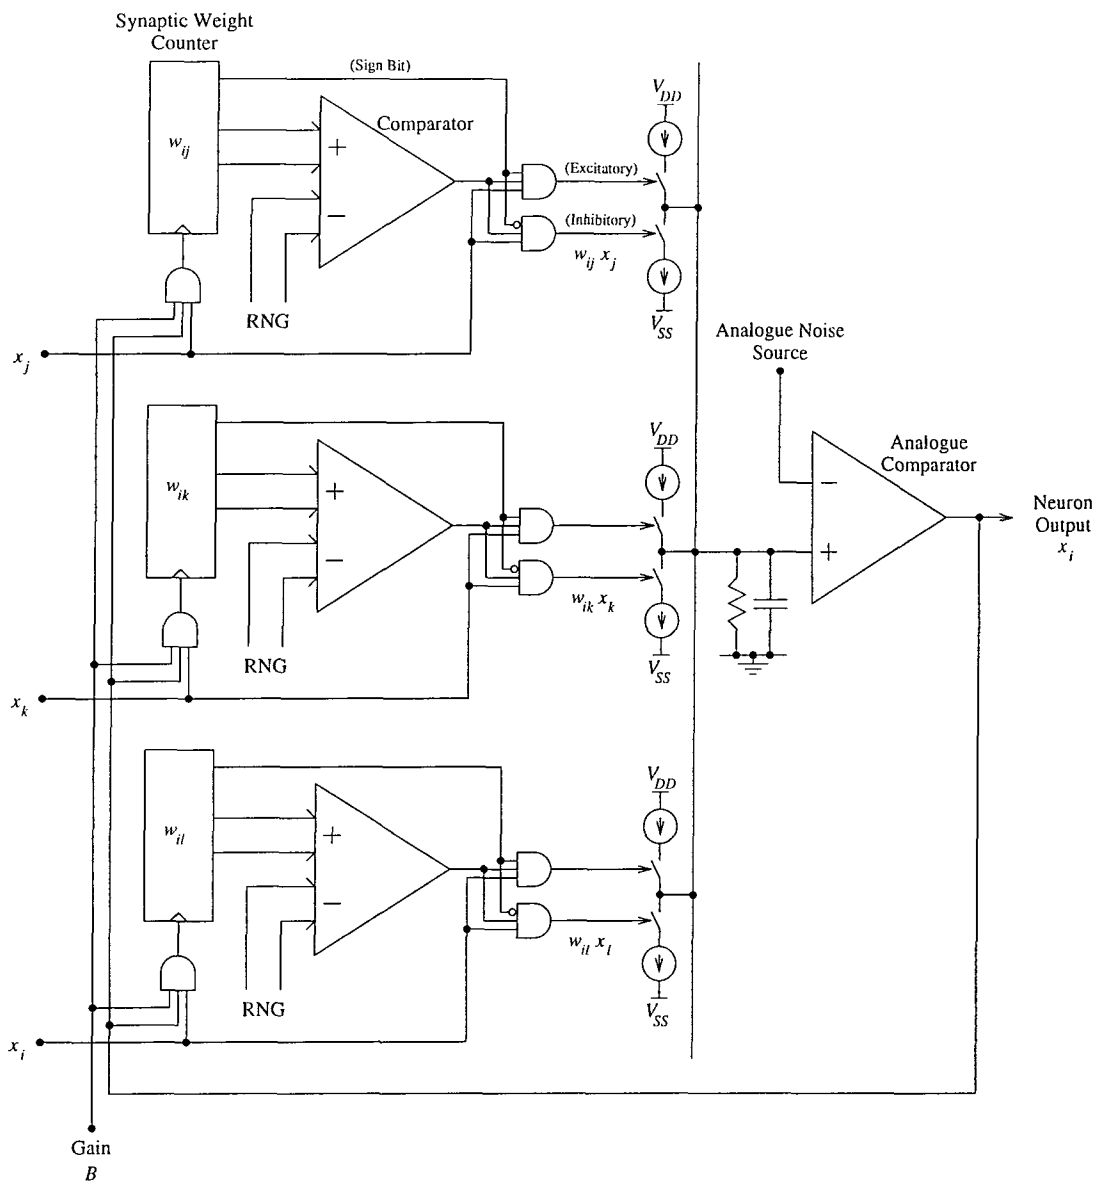 Synaptic Weight
Counter
(Sign Bit)
w_ij
Comparator
+
−
(Excitatory)
(Inhibitory)
w_ij x_j
V_DD
V_SS
RNG
x_j
Analogue Noise
Source
w_ik
+
−
w_ik x_k
V_DD
V_SS
RNG
x_k
Analogue
Comparator
−
+
Neuron
Output
x_i
w_il
+
−
w_il x_l
V_DD
V_SS
RNG
x_i
Gain
B